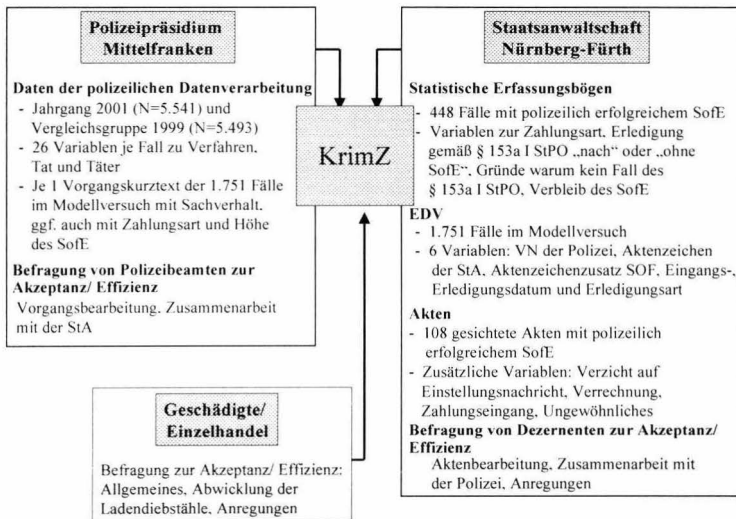 Polizeipräsidium
Mittelfranken
Daten der polizeilichen Datenverarbeitung
- Jahrgang 2001 (N=5.541) und
Vergleichsgruppe 1999 (N=5.493)
- 26 Variablen je Fall zu Verfahren,
Tat und Täter
- Je 1 Vorgangskurztext der 1.751 Fälle
im Modellversuch mit Sachverhalt,
ggf. auch mit Zahlungsart und Höhe
des SofE
Befragung von Polizeibeamten zur
Akzeptanz/ Effizienz
Vorgangsbearbeitung, Zusammenarbeit
mit der StA
KrimZ
Geschädigte/
Einzelhandel
Befragung zur Akzeptanz/ Effizienz:
Allgemeines, Abwicklung der
Ladendiebstähle, Anregungen
Staatsanwaltschaft
Nürnberg-Fürth
Statistische Erfassungsbögen
- 448 Fälle mit polizeilich erfolgreichem SofE
- Variablen zur Zahlungsart, Erledigung
gemäß § 153a I StPO „nach" oder „ohne
SofE", Gründe warum kein Fall des
§ 153a I StPO, Verbleib des SofE
EDV
- 1.751 Fälle im Modellversuch
- 6 Variablen: VN der Polizei, Aktenzeichen
der StA, Aktenzeichenzusatz SOF, Eingangs-,
Erledigungsdatum und Erledigungsart
Akten
- 108 gesichtete Akten mit polizeilich
erfolgreichem SofE
- Zusätzliche Variablen: Verzicht auf
Einstellungsnachricht, Verrechnung,
Zahlungseingang, Ungewöhnliches
Befragung von Dezernenten zur Akzeptanz/
Effizienz
Aktenbearbeitung, Zusammenarbeit mit
der Polizei, Anregungen